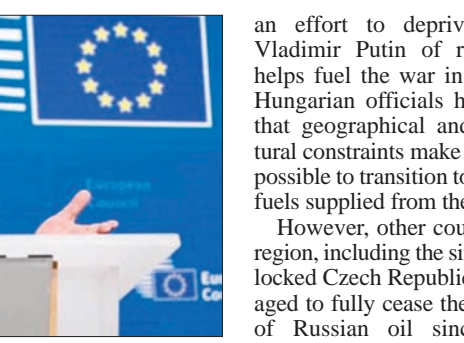 European
Council
an effort to depriv
Vladimir Putin of r
helps fuel the war in
Hungarian officials h
that geographical and
tural constraints make
possible to transition to
fuels supplied from the
However, other cou
region, including the si
locked Czech Republic
aged to fully cease the
of Russian oil sinc